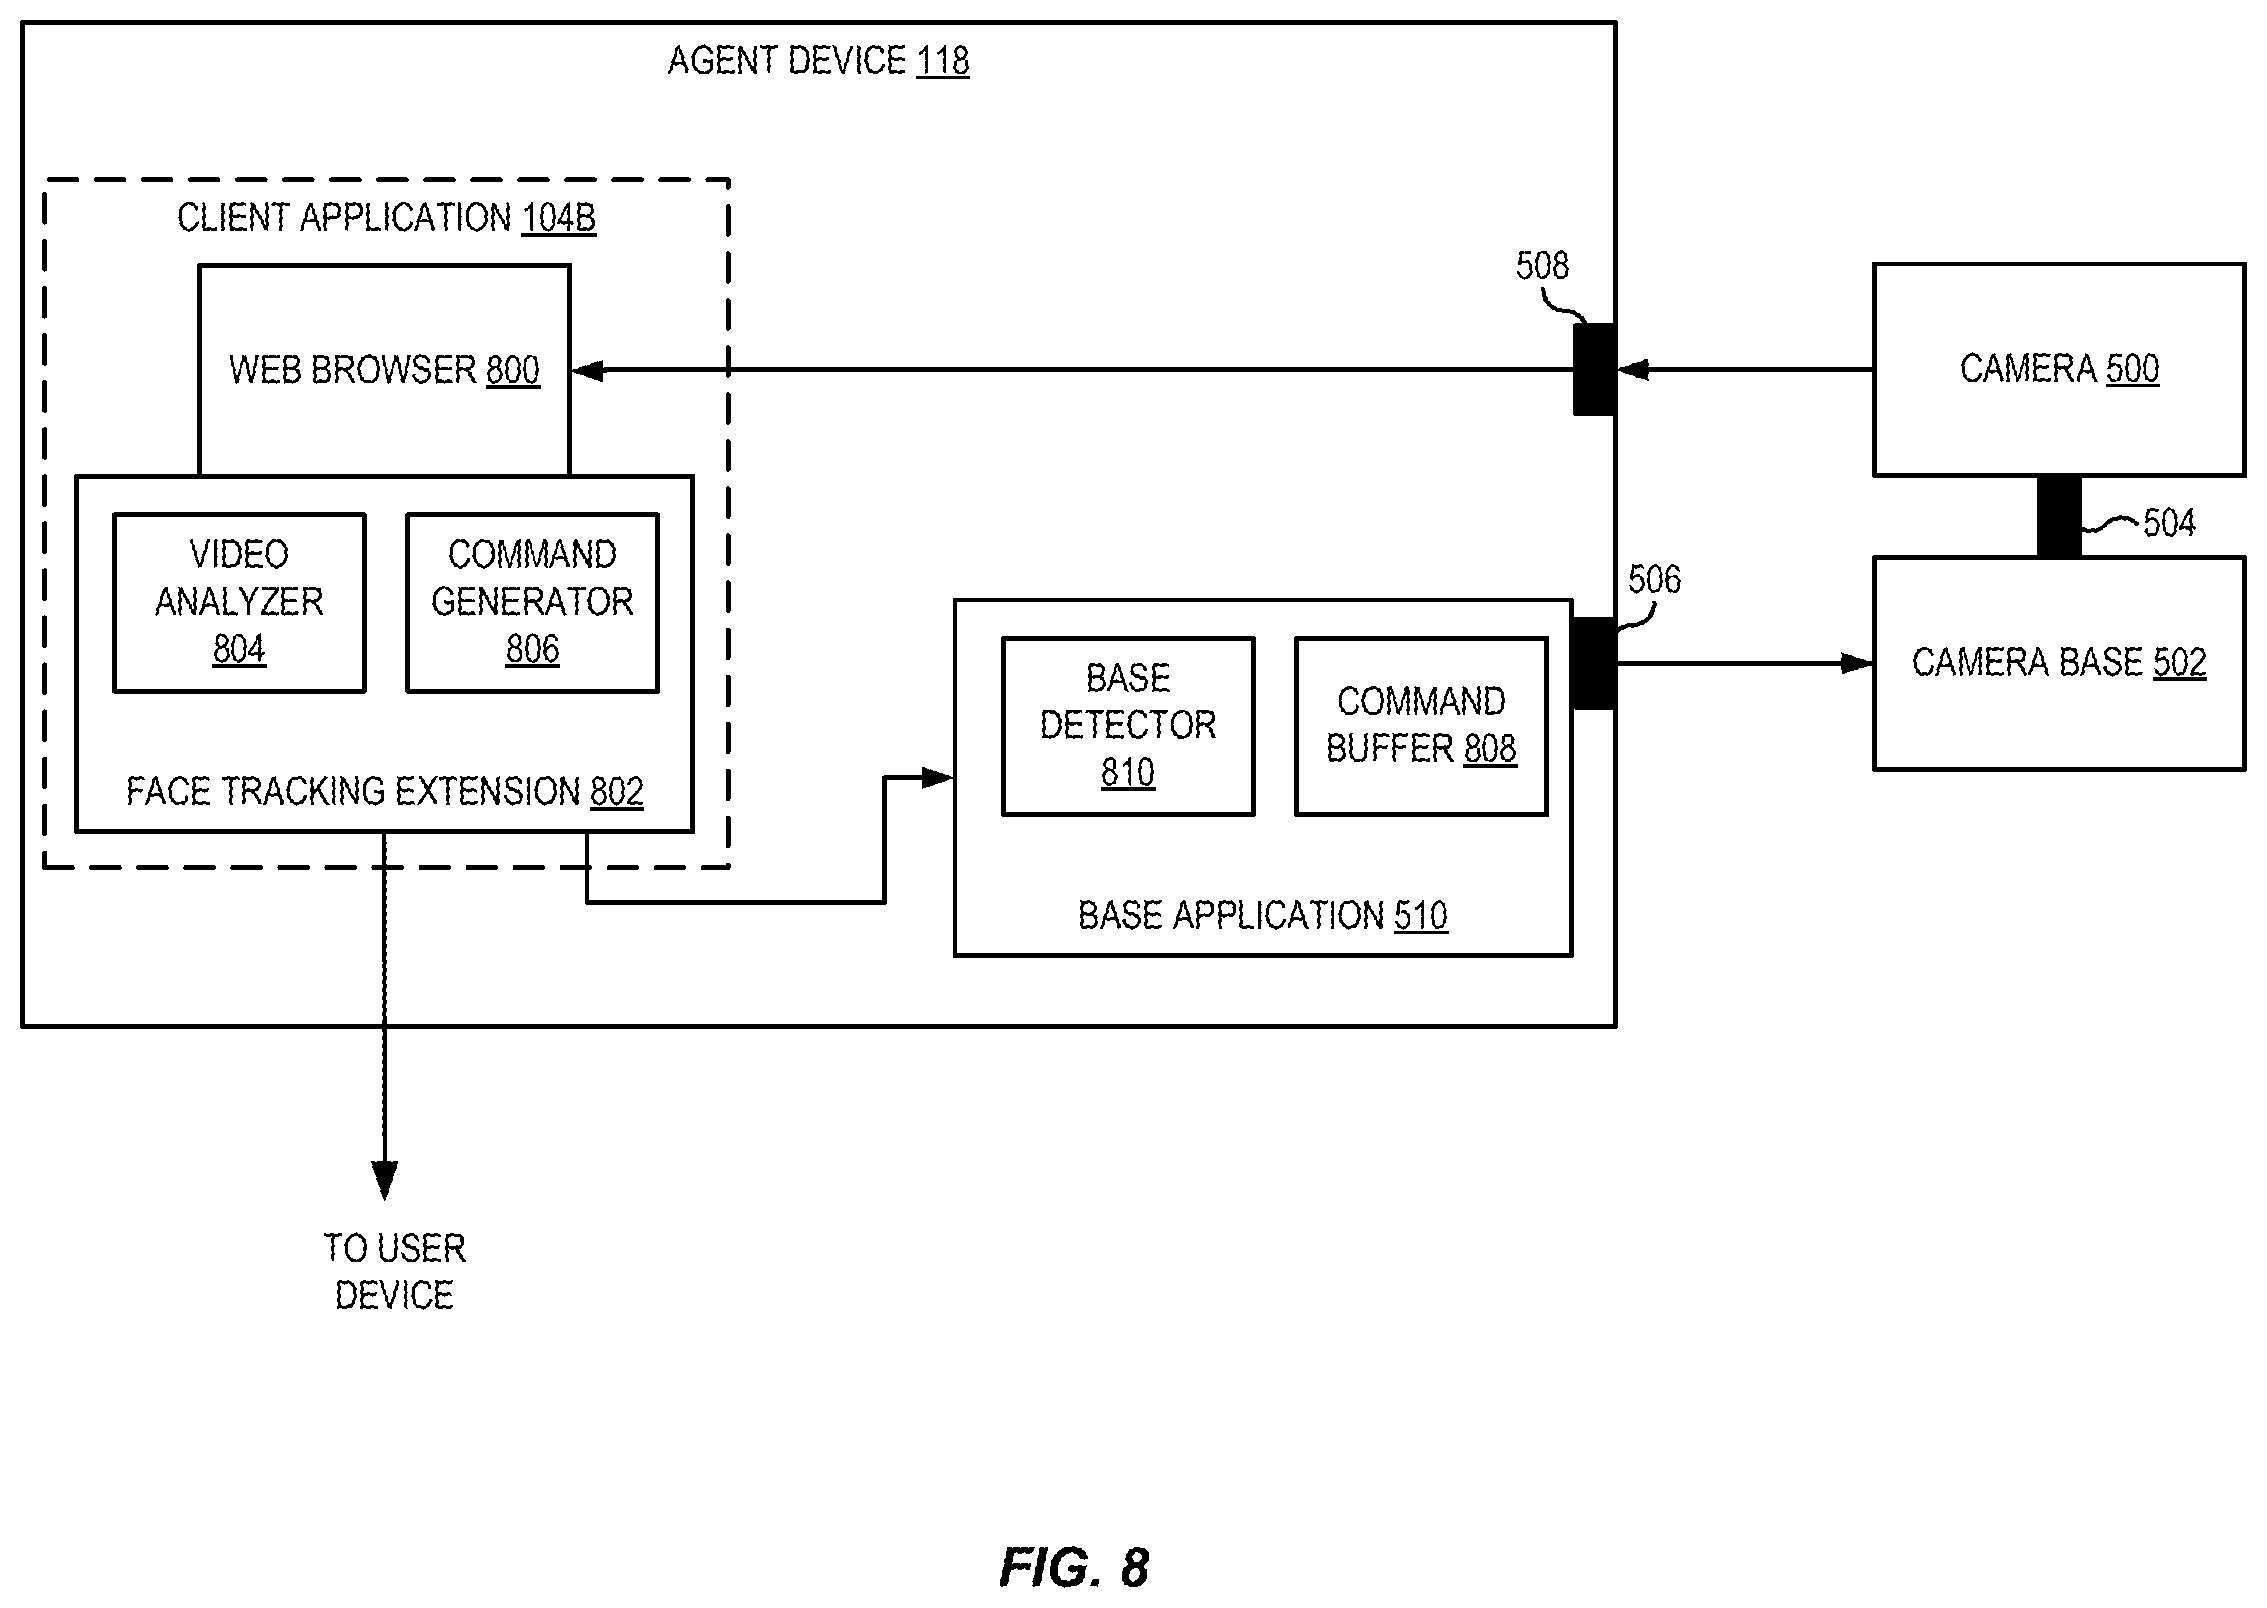 AGENT DEVICE 118
CLIENT APPLICATION 104B
WEB BROWSER 800
VIDEO
ANALYZER
804
COMMAND
GENERATOR
806
FACE TRACKING EXTENSION 802
508
CAMERA 500
504
506
CAMERA BASE 502
BASE
DETECTOR
810
COMMAND
BUFFER 808
BASE APPLICATION 510
TO USER
DEVICE
FIG. 8